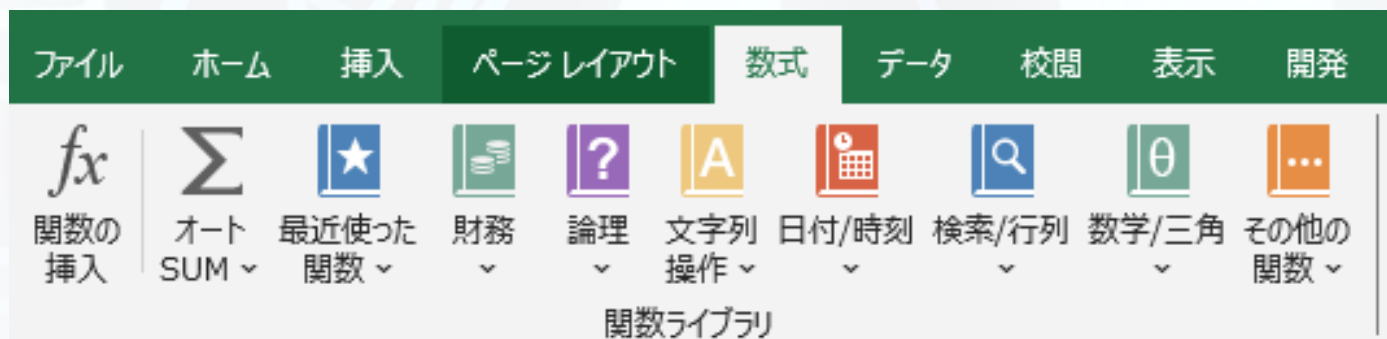 ファイル ホーム 挿入 ページ レイアウト 数式 データ 校閲 表示 開発
fx 関数の挿入
Σ オート SUM
最近使った関数
財務
論理
? 
A 文字列操作
日付/時刻
検索/行列
θ 数学/三角
… その他の関数
関数ライブラリ